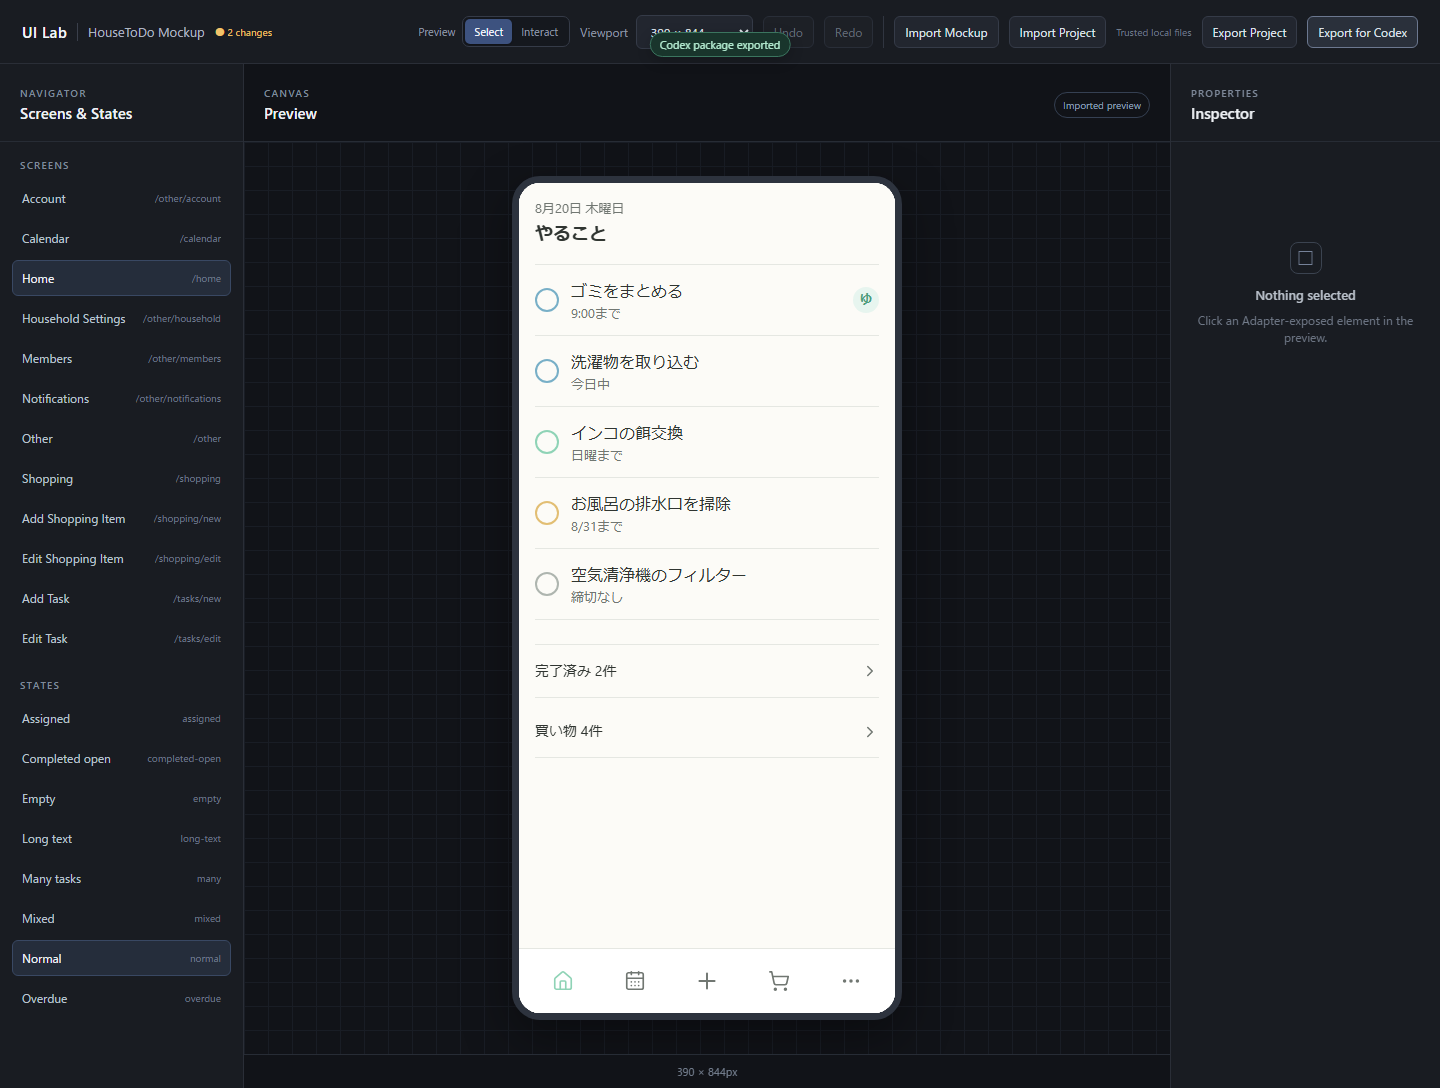 UI Lab
HouseToDo Mockup
2 changes
Preview
Select
Interact
Viewport
Redo
Import Mockup
Import Project
Trusted local files
Export Project
Export for Codex
Codex package exported
NAVIGATOR
Screens & States
SCREENS
Account /other/account
Calendar /calendar
Home /home
Household Settings /other/household
Members /other/members
Notifications /other/notifications
Other /other
Shopping /shopping
Add Shopping Item /shopping/new
Edit Shopping Item /shopping/edit
Add Task /tasks/new
Edit Task /tasks/edit
STATES
Assigned assigned
Completed open completed-open
Empty empty
Long text long-text
Many tasks many
Mixed mixed
Normal normal
Overdue overdue
CANVAS
Preview
Imported preview
8月20日 木曜日
やること
ゴミをまとめる
9:00まで
ゆ
洗濯物を取り込む
今日中
インコの餌交換
日曜まで
お風呂の排水口を掃除
8/31まで
空気清浄機のフィルター
締切なし
完了済み 2件
買い物 4件
390 × 844px
PROPERTIES
Inspector
Nothing selected
Click an Adapter-exposed element in the
preview.